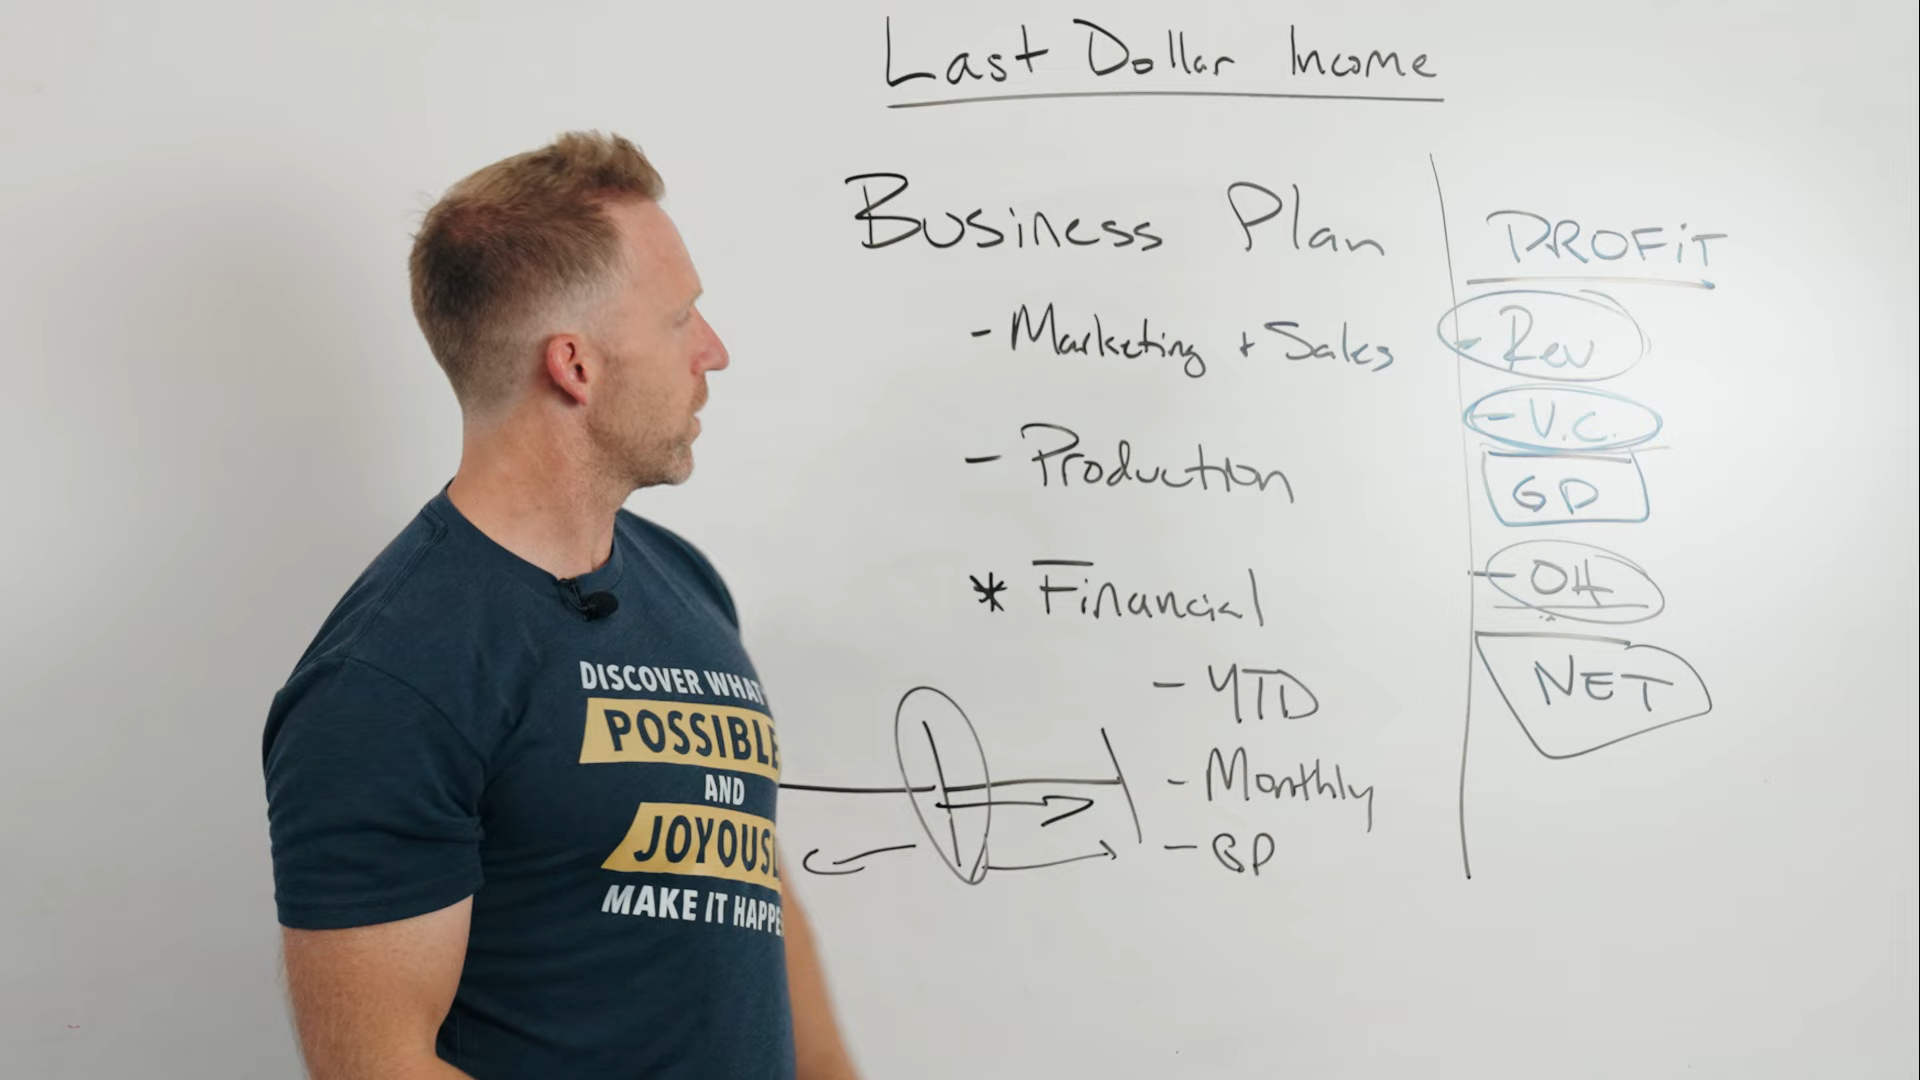 Last Dollar Income
Business Plan
- Marketing + Sales
- Production
* Financial
- YTD
- Monthly
- GP
PROFIT
- Rev
- V.C.
GP
- OH
NET
DISCOVER WHAT
POSSIBLE
AND
JOYOUSL
MAKE IT HAPPE